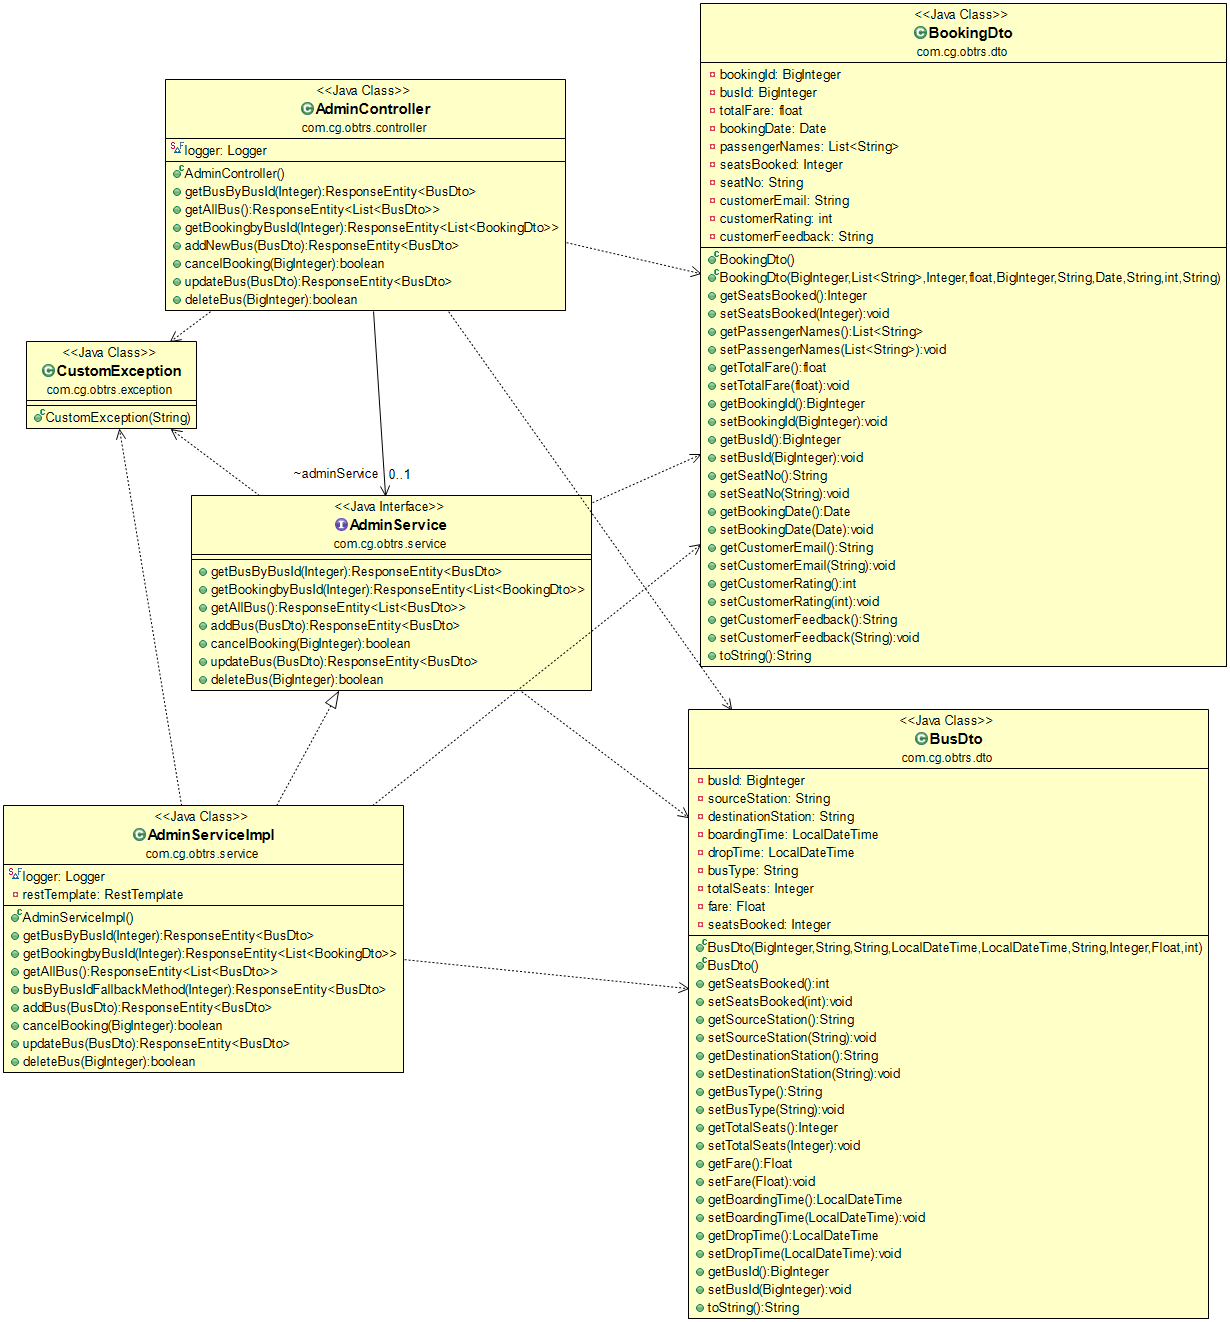 <<Java Class>>
AdminController
com.cg.obtrs.controller
logger: Logger
AdminController()
getBusByBusId(Integer):ResponseEntity<BusDto>
getAllBus():ResponseEntity<List<BusDto>>
getBookingbyBusId(Integer):ResponseEntity<List<BookingDto>>
addNewBus(BusDto):ResponseEntity<BusDto>
cancelBooking(BigInteger):boolean
updateBus(BusDto):ResponseEntity<BusDto>
deleteBus(BigInteger):boolean
<<Java Class>>
BookingDto
com.cg.obtrs.dto
bookingId: BigInteger
busId: BigInteger
totalFare: float
bookingDate: Date
passengerNames: List<String>
seatsBooked: Integer
seatNo: String
customerEmail: String
customerRating: int
customerFeedback: String
BookingDto()
BookingDto(BigInteger,List<String>,Integer,float,BigInteger,String,Date,String,int,String)
getSeatsBooked():Integer
setSeatsBooked(Integer):void
getPassengerNames():List<String>
setPassengerNames(List<String>):void
getTotalFare():float
setTotalFare(float):void
getBookingId():BigInteger
setBookingId(BigInteger):void
getBusId():BigInteger
setBusId(BigInteger):void
getSeatNo():String
setSeatNo(String):void
getBookingDate():Date
setBookingDate(Date):void
getCustomerEmail():String
setCustomerEmail(String):void
getCustomerRating():int
setCustomerRating(int):void
getCustomerFeedback():String
setCustomerFeedback(String):void
toString():String
<<Java Class>>
CustomException
com.cg.obtrs.exception
CustomException(String)
~adminService 0..1
<<Java Interface>>
AdminService
com.cg.obtrs.service
getBusByBusId(Integer):ResponseEntity<BusDto>
getBookingbyBusId(Integer):ResponseEntity<List<BookingDto>>
getAllBus():ResponseEntity<List<BusDto>>
addBus(BusDto):ResponseEntity<BusDto>
cancelBooking(BigInteger):boolean
updateBus(BusDto):ResponseEntity<BusDto>
deleteBus(BigInteger):boolean
<<Java Class>>
AdminServiceImpl
com.cg.obtrs.service
logger: Logger
restTemplate: RestTemplate
AdminServiceImpl()
getBusByBusId(Integer):ResponseEntity<BusDto>
getBookingbyBusId(Integer):ResponseEntity<List<BookingDto>>
getAllBus():ResponseEntity<List<BusDto>>
busByBusIdFallbackMethod(Integer):ResponseEntity<BusDto>
addBus(BusDto):ResponseEntity<BusDto>
cancelBooking(BigInteger):boolean
updateBus(BusDto):ResponseEntity<BusDto>
deleteBus(BigInteger):boolean
<<Java Class>>
BusDto
com.cg.obtrs.dto
busId: BigInteger
sourceStation: String
destinationStation: String
boardingTime: LocalDateTime
dropTime: LocalDateTime
busType: String
totalSeats: Integer
fare: Float
seatsBooked: Integer
BusDto(BigInteger,String,String,LocalDateTime,LocalDateTime,String,Integer,Float,int)
BusDto()
getSeatsBooked():int
setSeatsBooked(int):void
getSourceStation():String
setSourceStation(String):void
getDestinationStation():String
setDestinationStation(String):void
getBusType():String
setBusType(String):void
getTotalSeats():Integer
setTotalSeats(Integer):void
getFare():Float
setFare(Float):void
getBoardingTime():LocalDateTime
setBoardingTime(LocalDateTime):void
getDropTime():LocalDateTime
setDropTime(LocalDateTime):void
getBusId():BigInteger
setBusId(BigInteger):void
toString():String